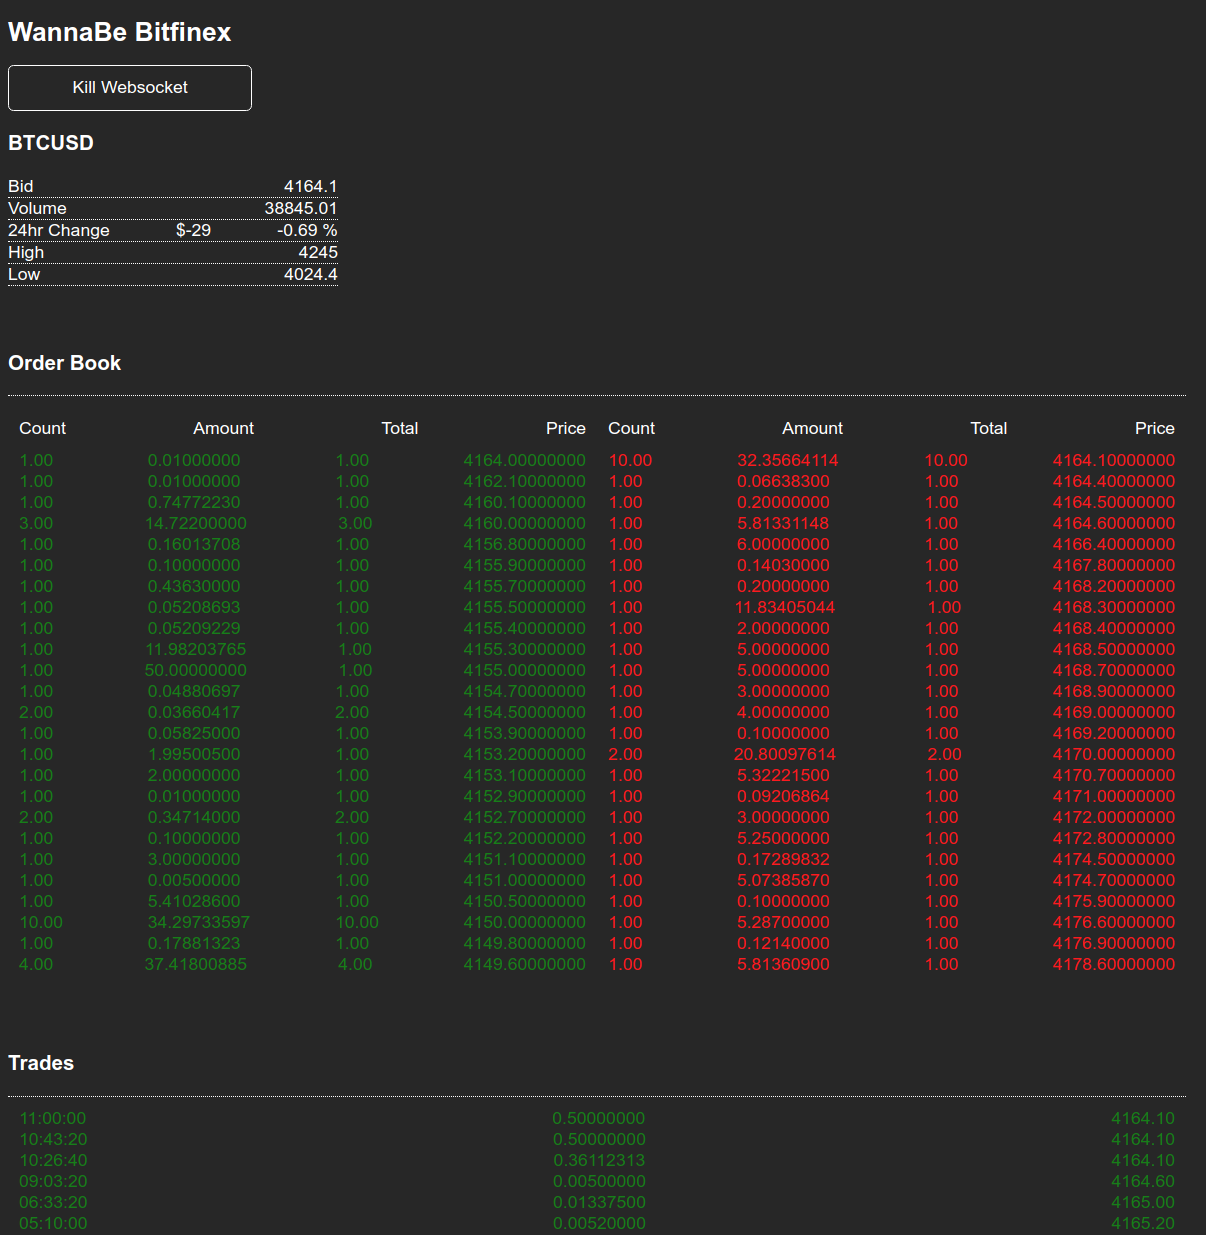 WannaBe Bitfinex
Kill Websocket
BTCUSD
Bid 4164.1
Volume 38845.01
24hr Change $-29 -0.69 %
High 4245
Low 4024.4
Order Book
Count Amount Total Price Count Amount Total Price
1.00 0.01000000 1.00 4164.00000000 10.00 32.35664114 10.00 4164.10000000
1.00 0.01000000 1.00 4162.10000000 1.00 0.06638300 1.00 4164.40000000
1.00 0.74772230 1.00 4160.10000000 1.00 0.20000000 1.00 4164.50000000
3.00 14.72200000 3.00 4160.00000000 1.00 5.81331148 1.00 4164.60000000
1.00 0.16013708 1.00 4156.80000000 1.00 6.00000000 1.00 4166.40000000
1.00 0.10000000 1.00 4155.90000000 1.00 0.14030000 1.00 4167.80000000
1.00 0.43630000 1.00 4155.70000000 1.00 0.20000000 1.00 4168.20000000
1.00 0.05208693 1.00 4155.50000000 1.00 11.83405044 1.00 4168.30000000
1.00 0.05209229 1.00 4155.40000000 1.00 2.00000000 1.00 4168.40000000
1.00 11.98203765 1.00 4155.30000000 1.00 5.00000000 1.00 4168.50000000
1.00 50.00000000 1.00 4155.00000000 1.00 5.00000000 1.00 4168.70000000
1.00 0.04880697 1.00 4154.70000000 1.00 3.00000000 1.00 4168.90000000
2.00 0.03660417 2.00 4154.50000000 1.00 4.00000000 1.00 4169.00000000
1.00 0.05825000 1.00 4153.90000000 1.00 0.10000000 1.00 4169.20000000
1.00 1.99500500 1.00 4153.20000000 2.00 20.80097614 2.00 4170.00000000
1.00 2.00000000 1.00 4153.10000000 1.00 5.32221500 1.00 4170.70000000
1.00 0.01000000 1.00 4152.90000000 1.00 0.09206864 1.00 4171.00000000
2.00 0.34714000 2.00 4152.70000000 1.00 3.00000000 1.00 4172.00000000
1.00 0.10000000 1.00 4152.20000000 1.00 5.25000000 1.00 4172.80000000
1.00 3.00000000 1.00 4151.10000000 1.00 0.17289832 1.00 4174.50000000
1.00 0.00500000 1.00 4151.00000000 1.00 5.07385870 1.00 4174.70000000
1.00 5.41028600 1.00 4150.50000000 1.00 0.10000000 1.00 4175.90000000
10.00 34.29733597 10.00 4150.00000000 1.00 5.28700000 1.00 4176.60000000
1.00 0.17881323 1.00 4149.80000000 1.00 0.12140000 1.00 4176.90000000
4.00 37.41800885 4.00 4149.60000000 1.00 5.81360900 1.00 4178.60000000
Trades
11:00:00 0.50000000 4164.10
10:43:20 0.50000000 4164.10
10:26:40 0.36112313 4164.10
09:03:20 0.00500000 4164.60
06:33:20 0.01337500 4165.00
05:10:00 0.00520000 4165.20